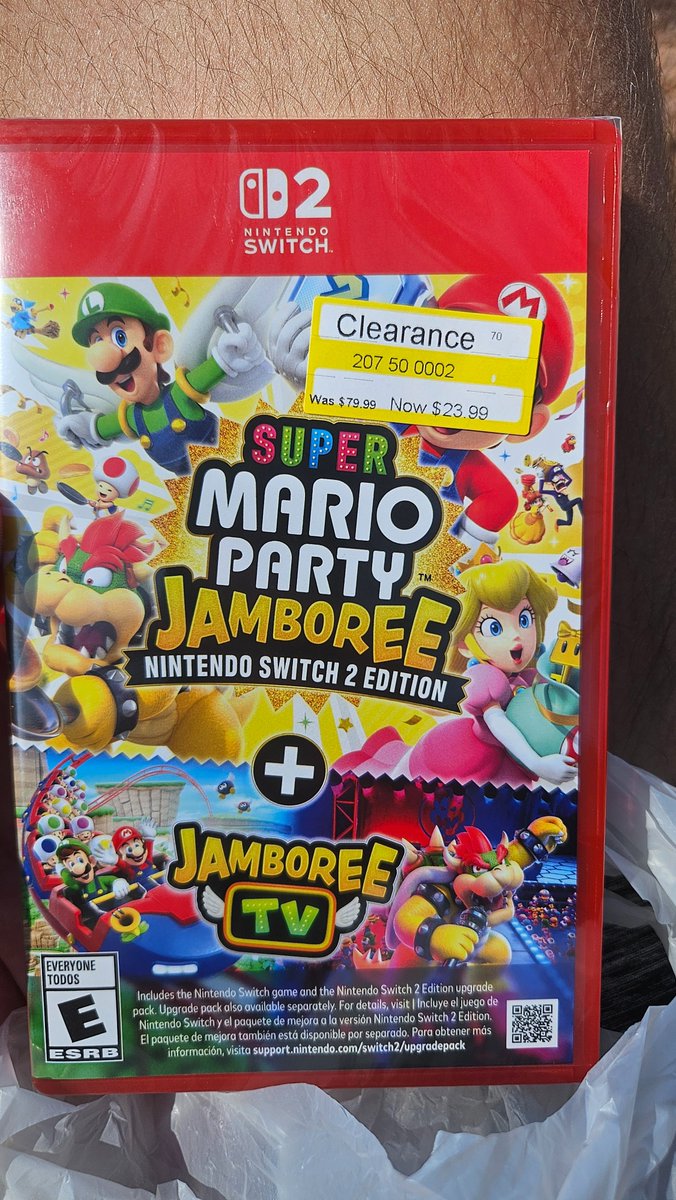 2
NINTENDO
SWITCH™
L
M
Clearance 70
207 50 0002
Was $79.99 Now $23.99
SUPER
MARIO
PARTY™
JAMBOREE
NINTENDO SWITCH 2 EDITION
+
JAMBOREE
TV
EVERYONE
TODOS
E
ESRB
Includes the Nintendo Switch game and the Nintendo Switch 2 Edition upgrade
pack. Upgrade pack also available separately. For details, visit | Incluye el juego de
Nintendo Switch y el paquete de mejora a la versión Nintendo Switch 2 Edition.
El paquete de mejora también está disponible por separado. Para obtener más
información, visita support.nintendo.com/switch2/upgradepack